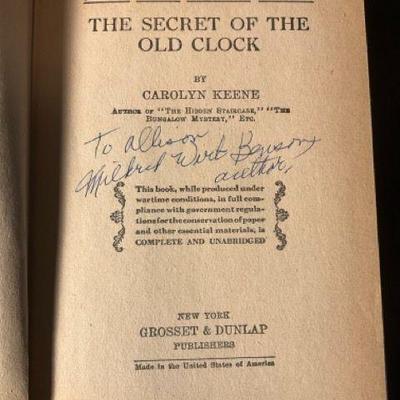 THE SECRET OF THE
OLD CLOCK
BY
CAROLYN KEENE
AUTHOR OF "THE HIDDEN STAIRCASE," "THE
BUNGALOW MYSTERY," ETC.
To Allison
Mildred Wirt Benson
author,
This book, while produced under
wartime conditions, in full com-
pliance with government regula-
tions for the conservation of paper
and other essential materials, is
COMPLETE AND UNABRIDGED
NEW YORK
GROSSET & DUNLAP
PUBLISHERS
Made in the United States of America